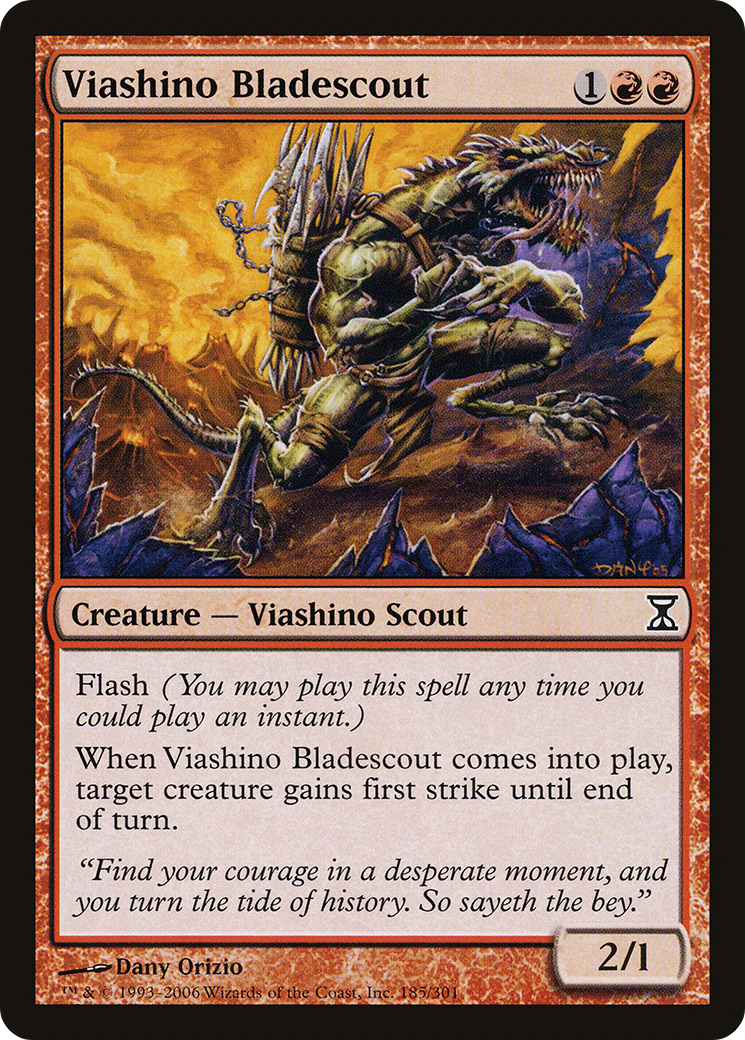 Viashino Bladescout 1
DANY '05
Creature — Viashino Scout
Flash (You may play this spell any time you
could play an instant.)
When Viashino Bladescout comes into play,
target creature gains first strike until end
of turn.
“Find your courage in a desperate moment, and
you turn the tide of history. So sayeth the bey.”
2/1
Dany Orizio
™ & © 1993–2006 Wizards of the Coast, Inc. 185/301